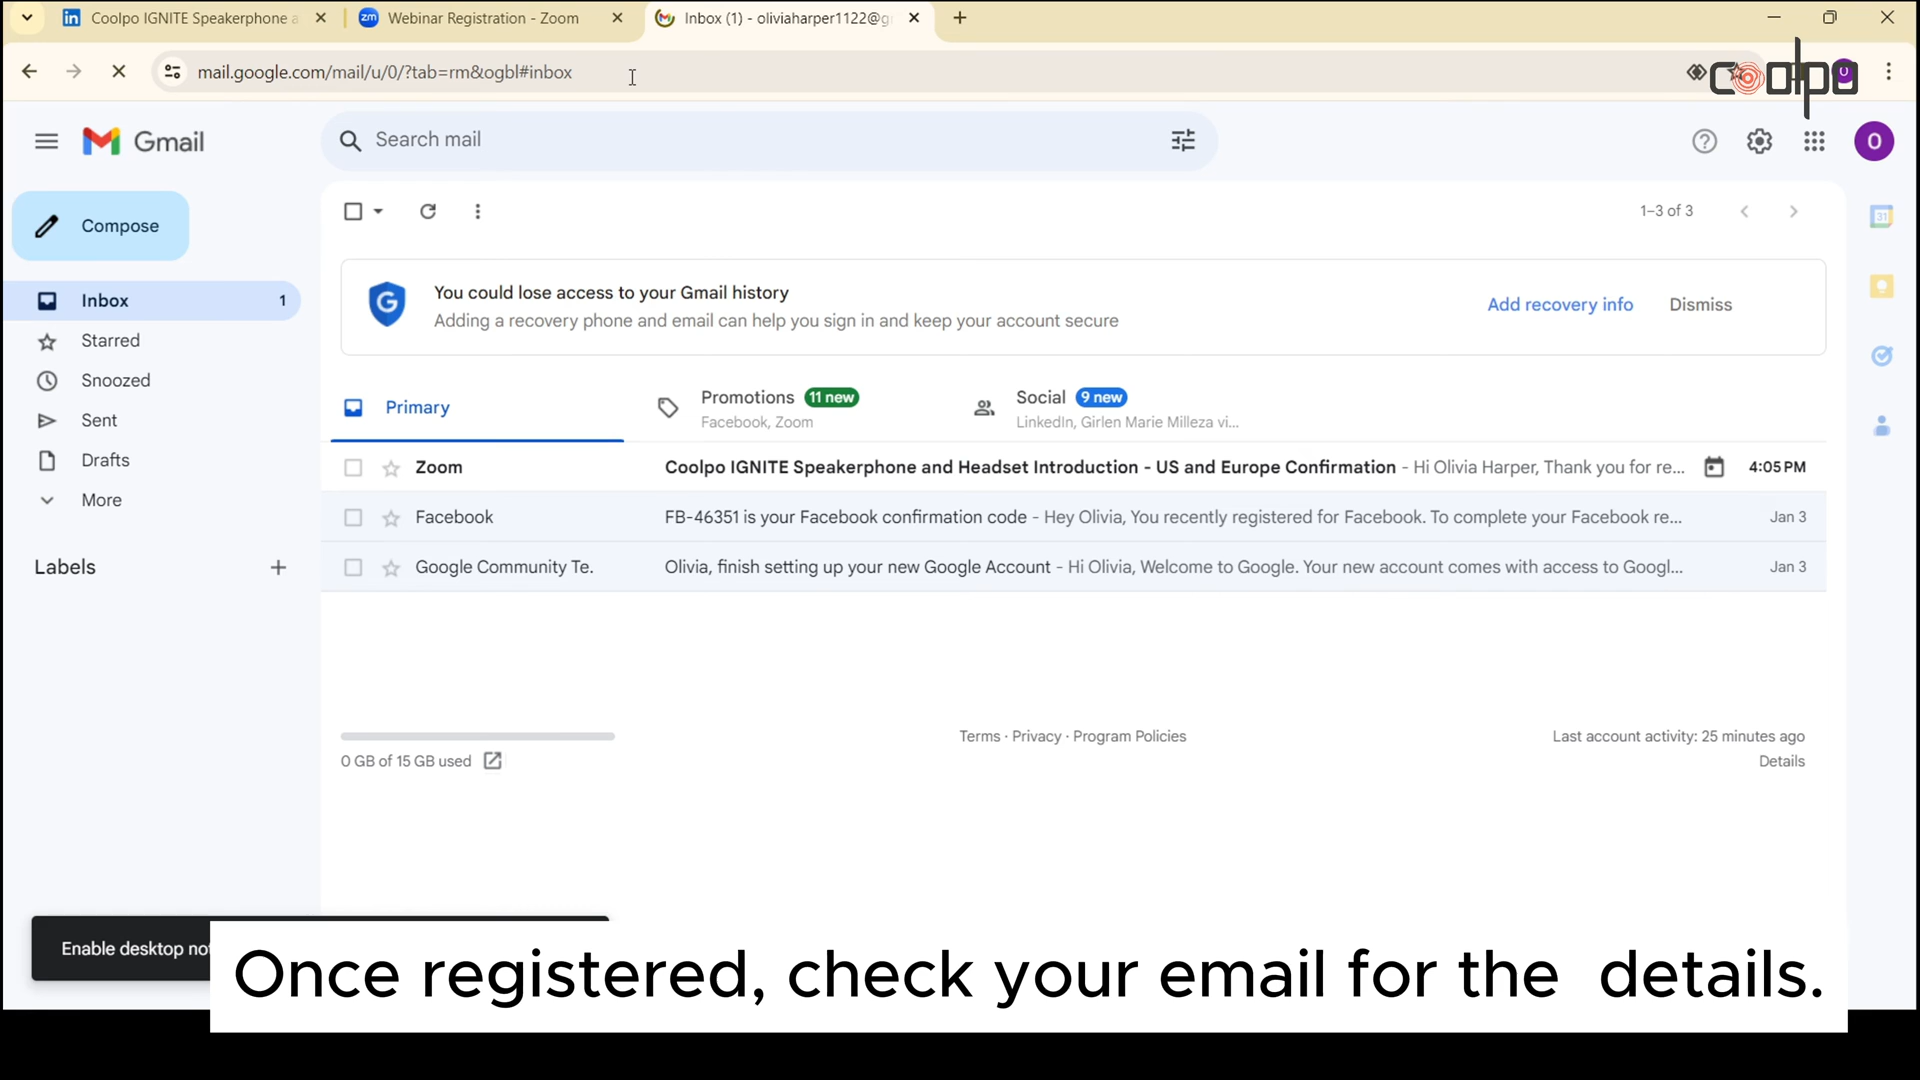 Coolpo IGNITE Speakerphone a
Webinar Registration - Zoom
Inbox (1) - oliviaharper1122@g
mail.google.com/mail/u/0/?tab=rm&ogbl#inbox
coolpo
Gmail
Search mail
O
Compose
1–3 of 3
You could lose access to your Gmail history
Adding a recovery phone and email can help you sign in and keep your account secure
Add recovery info
Dismiss
Inbox 1
Starred
Snoozed
Sent
Drafts
More
Labels
Primary
Promotions 11 new
Facebook, Zoom
Social 9 new
LinkedIn, Girlen Marie Milleza vi...
Zoom Coolpo IGNITE Speakerphone and Headset Introduction - US and Europe Confirmation - Hi Olivia Harper, Thank you for re... 4:05 PM
Facebook FB-46351 is your Facebook confirmation code - Hey Olivia, You recently registered for Facebook. To complete your Facebook re... Jan 3
Google Community Te. Olivia, finish setting up your new Google Account - Hi Olivia, Welcome to Google. Your new account comes with access to Googl... Jan 3
0 GB of 15 GB used
Terms · Privacy · Program Policies
Last account activity: 25 minutes ago
Details
Enable desktop not
Once registered, check your email for the details.